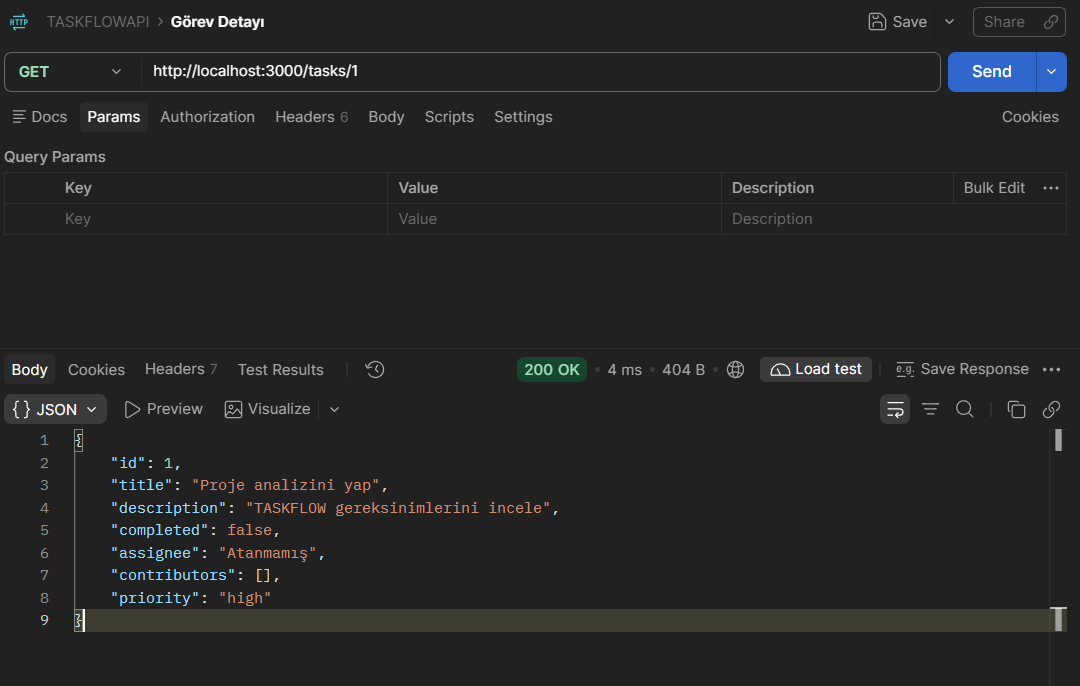 HTTP TASKFLOWAPI > Görev Detayı Save Share
GET http://localhost:3000/tasks/1 Send
Docs Params Authorization Headers 6 Body Scripts Settings Cookies
Query Params
Key Value Description Bulk Edit
Key Value Description
Body Cookies Headers 7 Test Results 200 OK • 4 ms • 404 B • Load test e.g. Save Response
{ } JSON Preview Visualize
1 {
2 "id": 1,
3 "title": "Proje analizini yap",
4 "description": "TASKFLOW gereksinimlerini incele",
5 "completed": false,
6 "assignee": "Atanmamış",
7 "contributors": [],
8 "priority": "high"
9 }